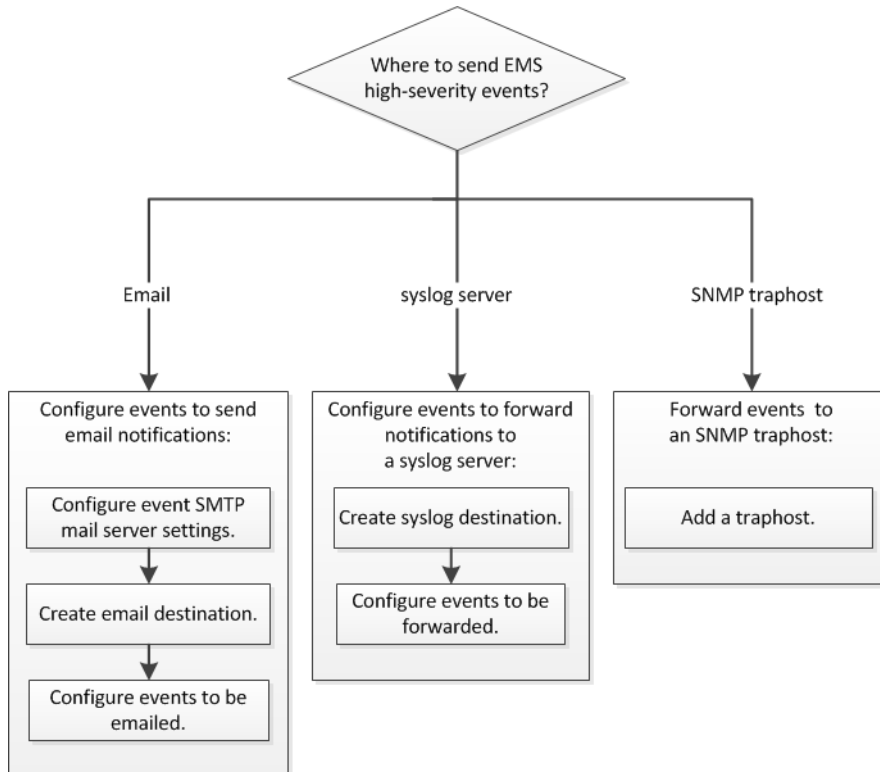 Where to send EMS
high-severity events?
Email
syslog server
SNMP traphost
Configure events to send
email notifications:
Configure event SMTP
mail server settings.
Create email destination.
Configure events to be
emailed.
Configure events to forward
notifications to
a syslog server:
Create syslog destination.
Configure events to be
forwarded.
Forward events to
an SNMP traphost:
Add a traphost.